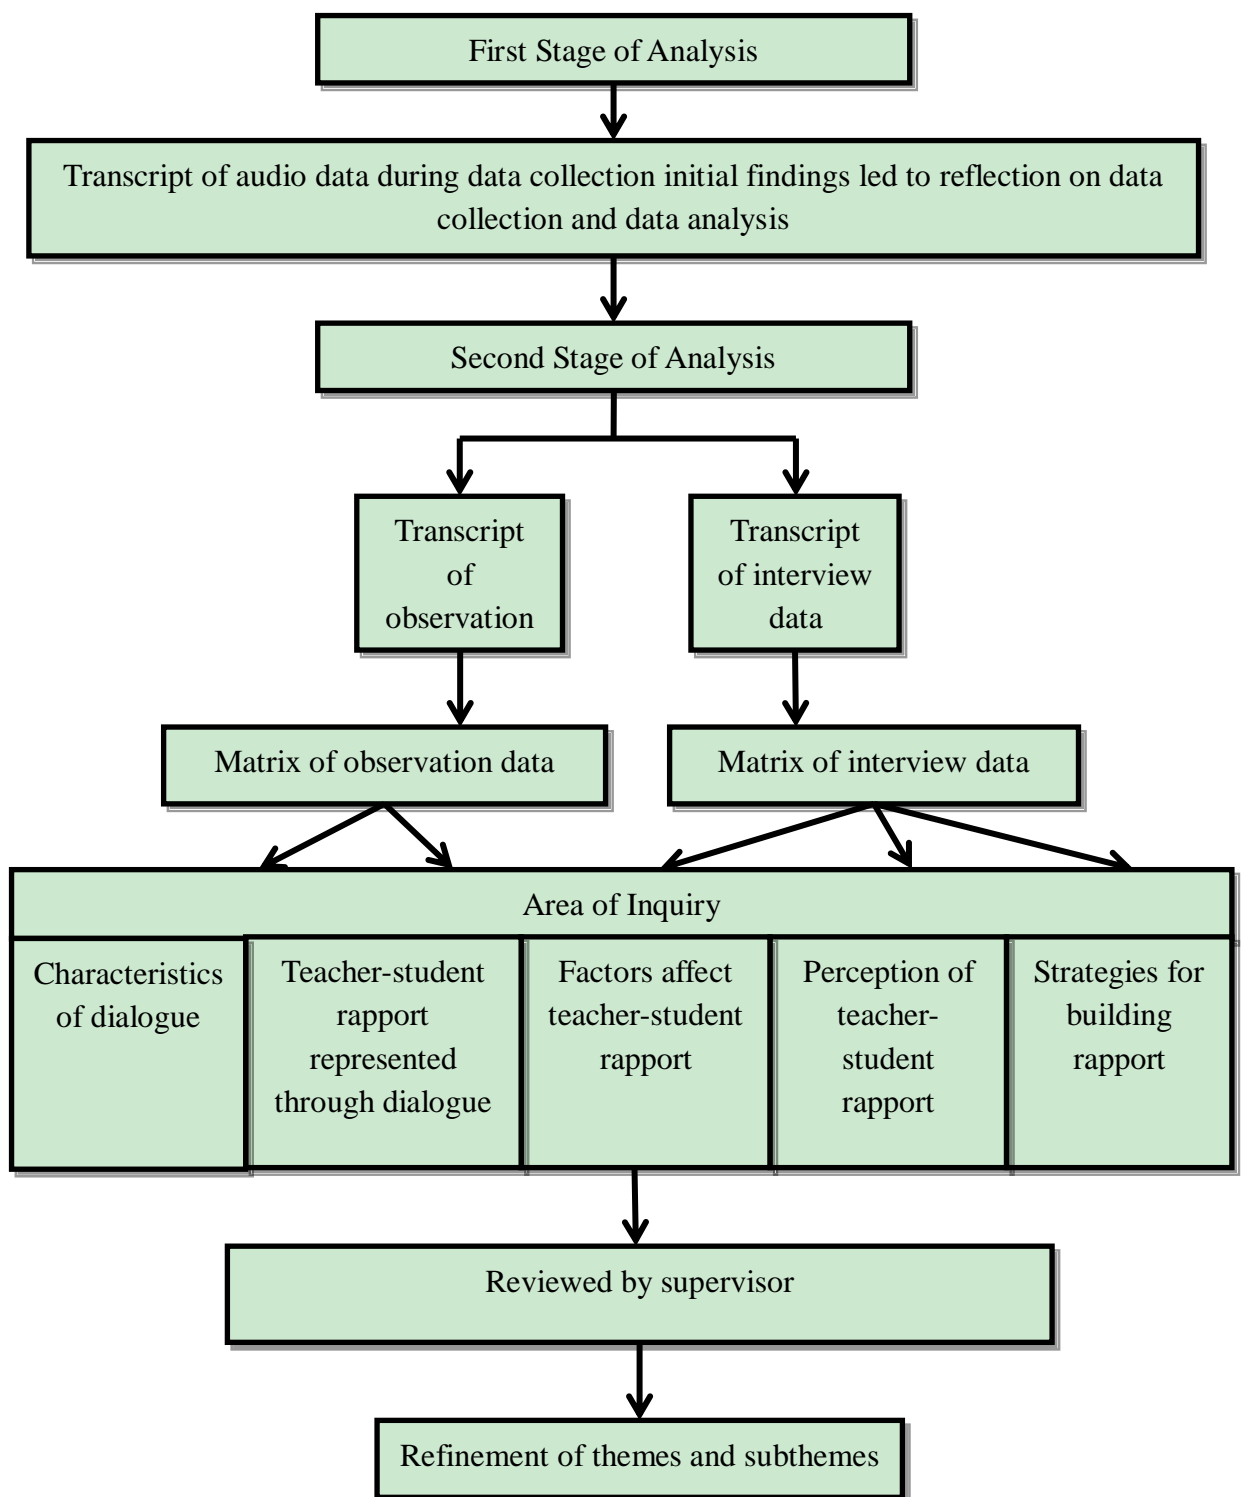 First Stage of Analysis
Transcript of audio data during data collection initial findings led to reflection on data
collection and data analysis
Second Stage of Analysis
Transcript
of
observation
Transcript
of interview
data
Matrix of observation data
Matrix of interview data
Area of Inquiry
Characteristics
of dialogue
Teacher-student
rapport
represented
through dialogue
Factors affect
teacher-student
rapport
Perception of
teacher-
student
rapport
Strategies for
building
rapport
Reviewed by supervisor
Refinement of themes and subthemes